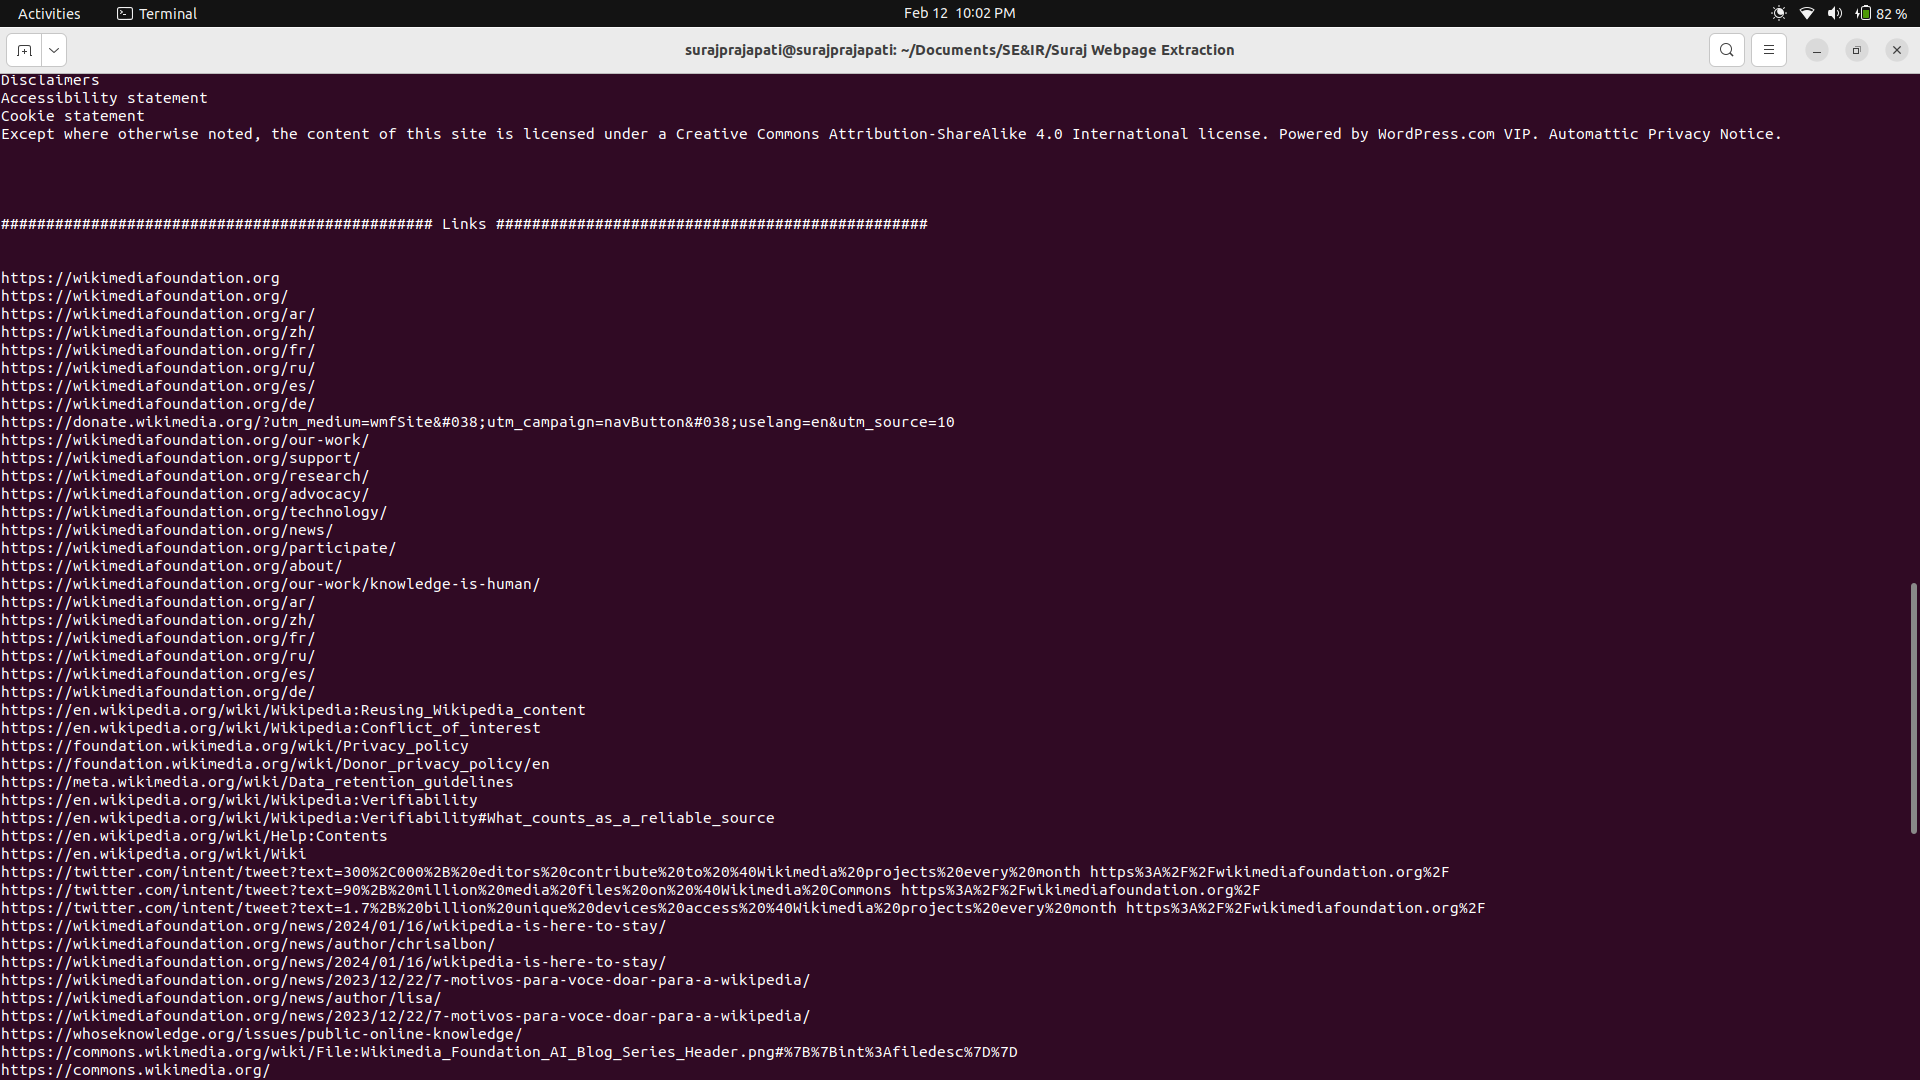 Activities Terminal Feb 12 10:02 PM 82 %
surajprajapati@surajprajapati: ~/Documents/SE&IR/Suraj Webpage Extraction
Disclaimers
Accessibility statement
Cookie statement
Except where otherwise noted, the content of this site is licensed under a Creative Commons Attribution-ShareAlike 4.0 International license. Powered by WordPress.com VIP. Automattic Privacy Notice.
################################################ Links ################################################
https://wikimediafoundation.org
https://wikimediafoundation.org/
https://wikimediafoundation.org/ar/
https://wikimediafoundation.org/zh/
https://wikimediafoundation.org/fr/
https://wikimediafoundation.org/ru/
https://wikimediafoundation.org/es/
https://wikimediafoundation.org/de/
https://donate.wikimedia.org/?utm_medium=wmfSite&#038;utm_campaign=navButton&#038;uselang=en&utm_source=10
https://wikimediafoundation.org/our-work/
https://wikimediafoundation.org/support/
https://wikimediafoundation.org/research/
https://wikimediafoundation.org/advocacy/
https://wikimediafoundation.org/technology/
https://wikimediafoundation.org/news/
https://wikimediafoundation.org/participate/
https://wikimediafoundation.org/about/
https://wikimediafoundation.org/our-work/knowledge-is-human/
https://wikimediafoundation.org/ar/
https://wikimediafoundation.org/zh/
https://wikimediafoundation.org/fr/
https://wikimediafoundation.org/ru/
https://wikimediafoundation.org/es/
https://wikimediafoundation.org/de/
https://en.wikipedia.org/wiki/Wikipedia:Reusing_Wikipedia_content
https://en.wikipedia.org/wiki/Wikipedia:Conflict_of_interest
https://foundation.wikimedia.org/wiki/Privacy_policy
https://foundation.wikimedia.org/wiki/Donor_privacy_policy/en
https://meta.wikimedia.org/wiki/Data_retention_guidelines
https://en.wikipedia.org/wiki/Wikipedia:Verifiability
https://en.wikipedia.org/wiki/Wikipedia:Verifiability#What_counts_as_a_reliable_source
https://en.wikipedia.org/wiki/Help:Contents
https://en.wikipedia.org/wiki/Wiki
https://twitter.com/intent/tweet?text=300%2C000%2B%20editors%20contribute%20to%20%40Wikimedia%20projects%20every%20month https%3A%2F%2Fwikimediafoundation.org%2F
https://twitter.com/intent/tweet?text=90%2B%20million%20media%20files%20on%20%40Wikimedia%20Commons https%3A%2F%2Fwikimediafoundation.org%2F
https://twitter.com/intent/tweet?text=1.7%2B%20billion%20unique%20devices%20access%20%40Wikimedia%20projects%20every%20month https%3A%2F%2Fwikimediafoundation.org%2F
https://wikimediafoundation.org/news/2024/01/16/wikipedia-is-here-to-stay/
https://wikimediafoundation.org/news/author/chrisalbon/
https://wikimediafoundation.org/news/2024/01/16/wikipedia-is-here-to-stay/
https://wikimediafoundation.org/news/2023/12/22/7-motivos-para-voce-doar-para-a-wikipedia/
https://wikimediafoundation.org/news/author/lisa/
https://wikimediafoundation.org/news/2023/12/22/7-motivos-para-voce-doar-para-a-wikipedia/
https://whoseknowledge.org/issues/public-online-knowledge/
https://commons.wikimedia.org/wiki/File:Wikimedia_Foundation_AI_Blog_Series_Header.png#%7B%7Bint%3Afiledesc%7D%7D
https://commons.wikimedia.org/